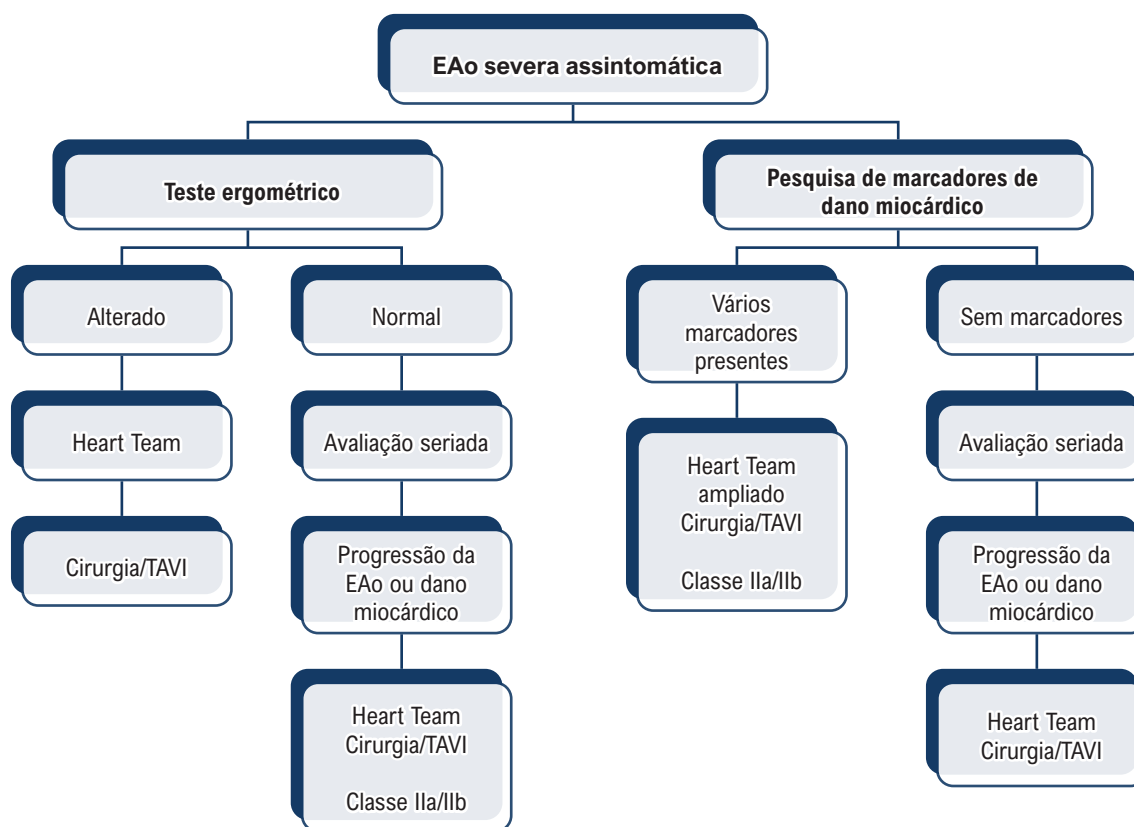 EAo severa assintomática
Teste ergométrico
Pesquisa de marcadores de
dano miocárdico
Alterado
Normal
Vários
marcadores
presentes
Sem marcadores
Heart Team
Avaliação seriada
Heart Team
ampliado
Cirurgia/TAVI
Classe IIa/IIb
Avaliação seriada
Cirurgia/TAVI
Progressão da
EAo ou dano
miocárdico
Progressão da
EAo ou dano
miocárdico
Heart Team
Cirurgia/TAVI
Classe IIa/IIb
Heart Team
Cirurgia/TAVI